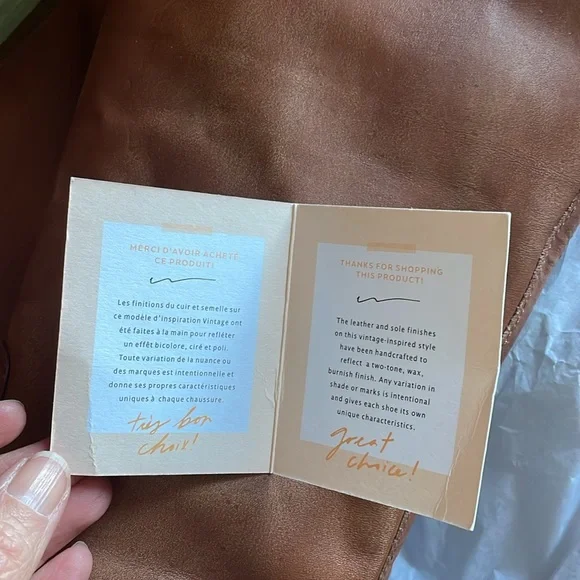 MERCI D'AVOIR ACHETÉ
CE PRODUIT!
Les finitions du cuir et semelle sur
ce modèle d'inspiration Vintage ont
été faites à la main pour refléter
un effet bicolore, ciré et poli.
Toute variation de la nuance ou
des marques est intentionelle et
donne ses propres caractéristiques
uniques à chaque chaussure.
très bon
choix!
THANKS FOR SHOPPING
THIS PRODUCT!
The leather and sole finishes
on this vintage-inspired style
have been handcrafted to
reflect a two-tone, wax,
burnish finish. Any variation in
shade or marks is intentional
and gives each shoe its own
unique characteristics.
great
choice!